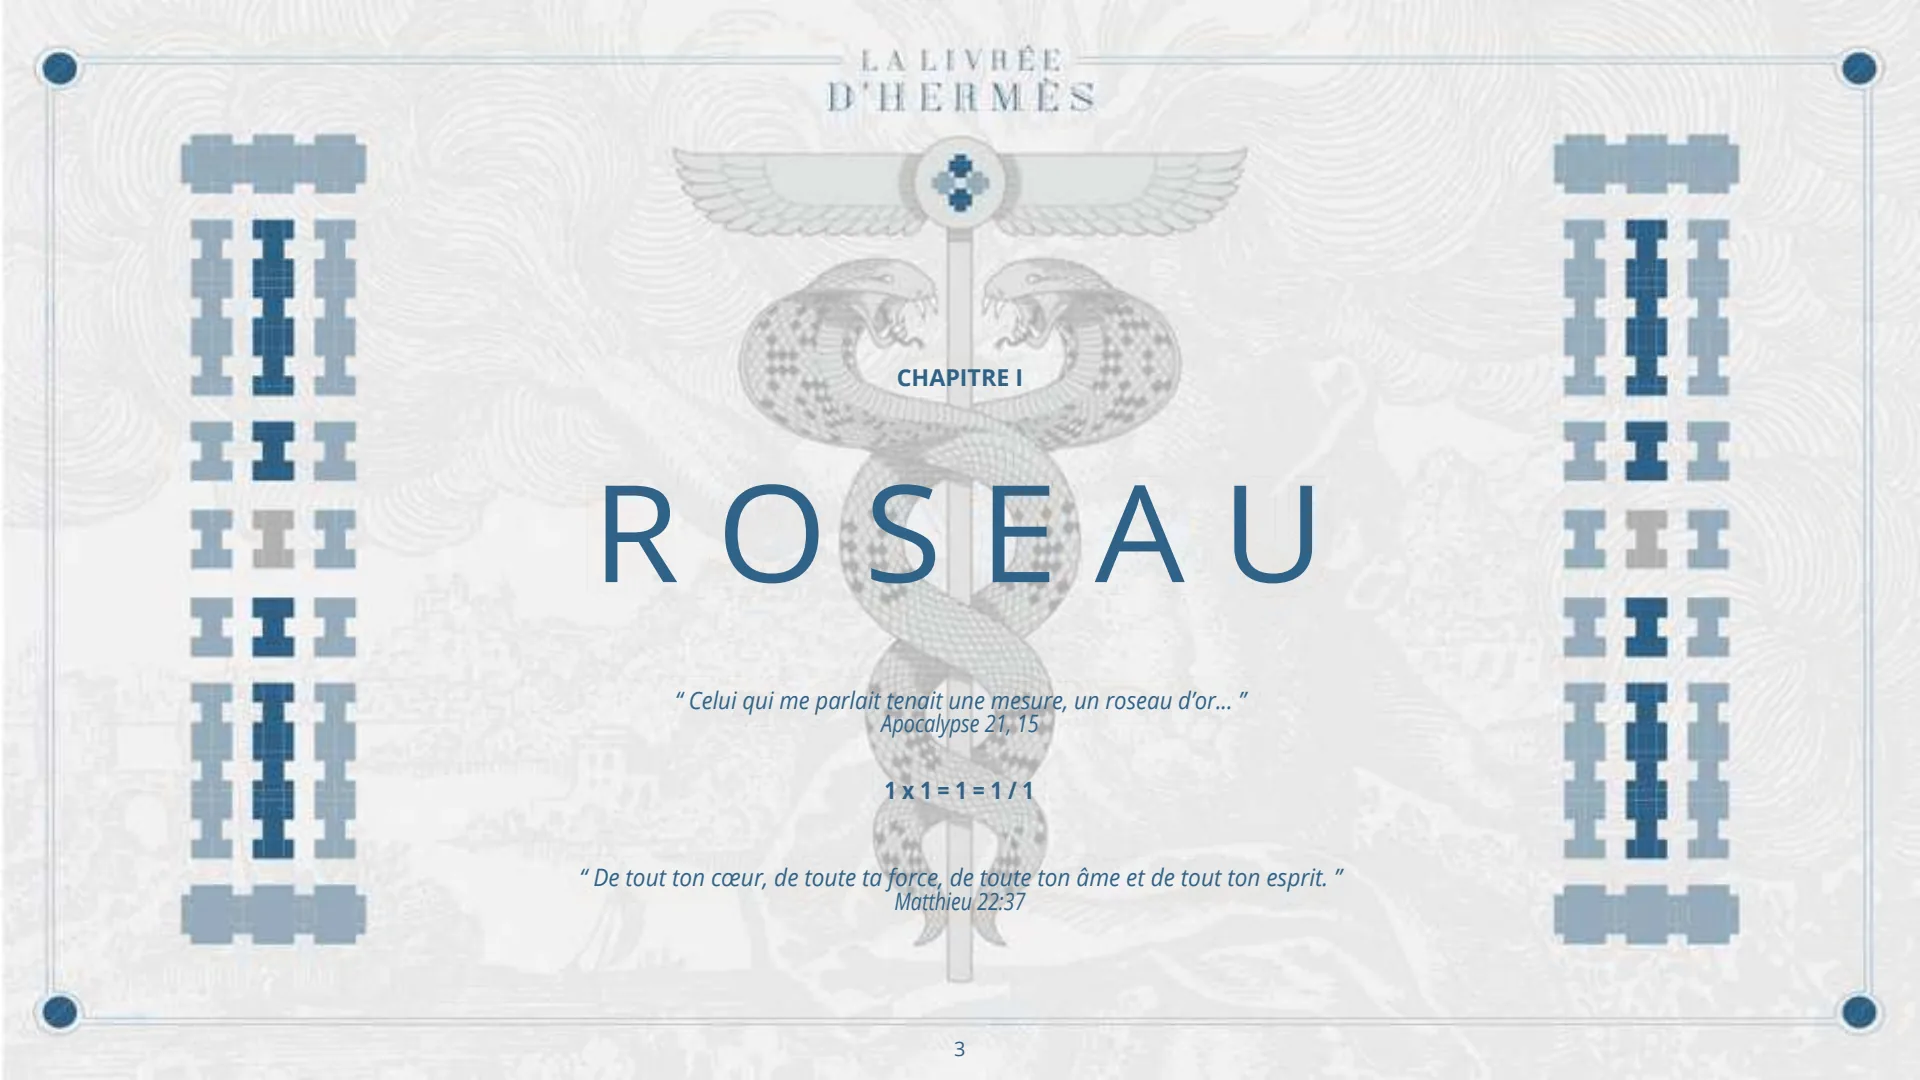 LA LIVRÉE
D'HERMÈS
CHAPITRE I
ROSEAU
“ Celui qui me parlait tenait une mesure, un roseau d’or... ”
Apocalypse 21, 15
1 x 1 = 1 = 1 / 1
“ De tout ton cœur, de toute ta force, de toute ton âme et de tout ton esprit. ”
Matthieu 22:37
3